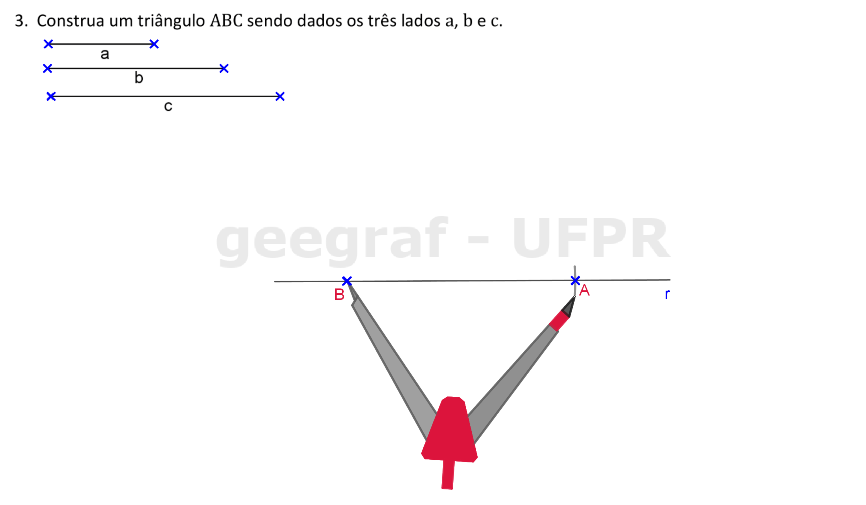 3. Construa um triângulo ABC sendo dados os três lados a, b e c.
a
b
c
geegraf - UFPR
B
A
r